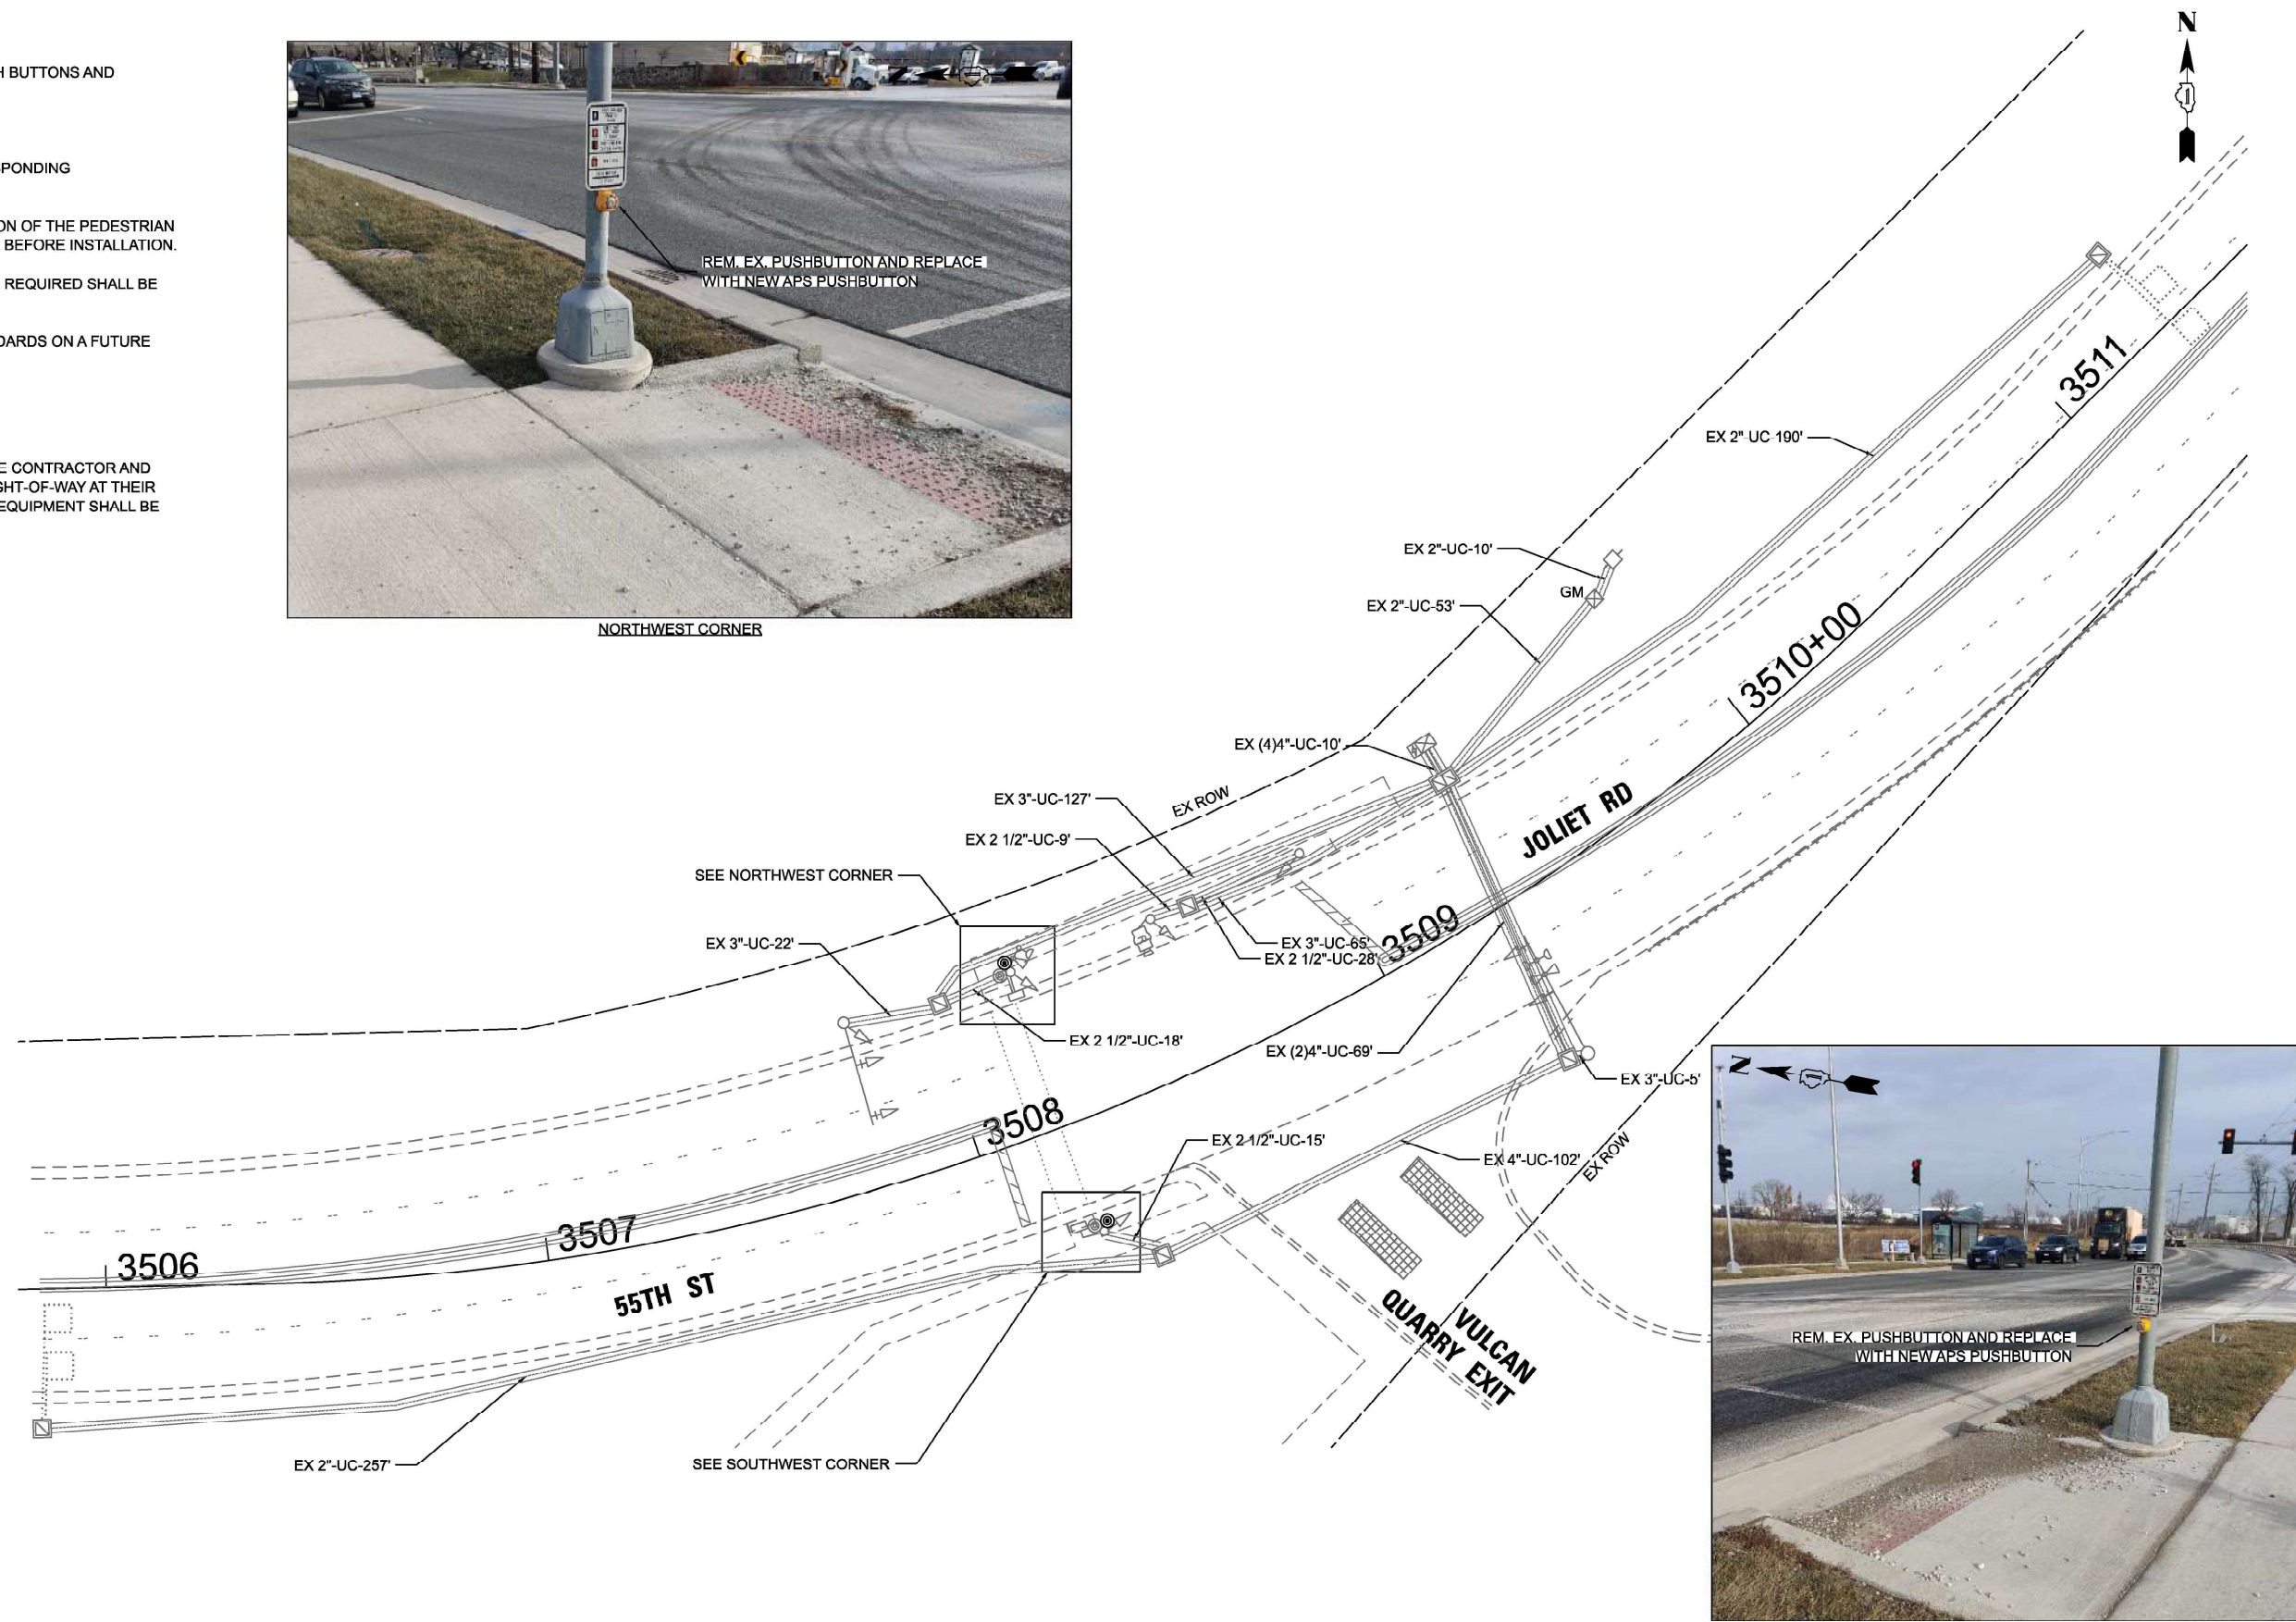 H BUTTONS AND
SPONDING
ON OF THE PEDESTRIAN
BEFORE INSTALLATION.
REQUIRED SHALL BE
DARDS ON A FUTURE
E CONTRACTOR AND
GHT-OF-WAY AT THEIR
EQUIPMENT SHALL BE
REM. EX. PUSHBUTTON AND REPLACE
WITH NEW APS PUSHBUTTON
NORTHWEST CORNER
N
N
3511
EX 2"-UC-190'
EX 2"-UC-10'
GM
EX 2"-UC-53'
3510+00
EX (4)4"-UC-10'
EX ROW
EX 3"-UC-127'
EX 2 1/2"-UC-9'
JOLIET RD
SEE NORTHWEST CORNER
3509
EX 3"-UC-22'
EX 3"-UC-65'
EX 2 1/2"-UC-28'
EX 2 1/2"-UC-18'
EX (2)4"-UC-69'
EX 3"-UC-5'
3508
EX 2-1/2"-UC-15'
EX 4"-UC-102'
EX ROW
3507
3506
55TH ST
VULCAN
QUARRY EXIT
EX 2"-UC-257'
SEE SOUTHWEST CORNER
N
REM. EX. PUSHBUTTON AND REPLACE
WITH NEW APS PUSHBUTTON